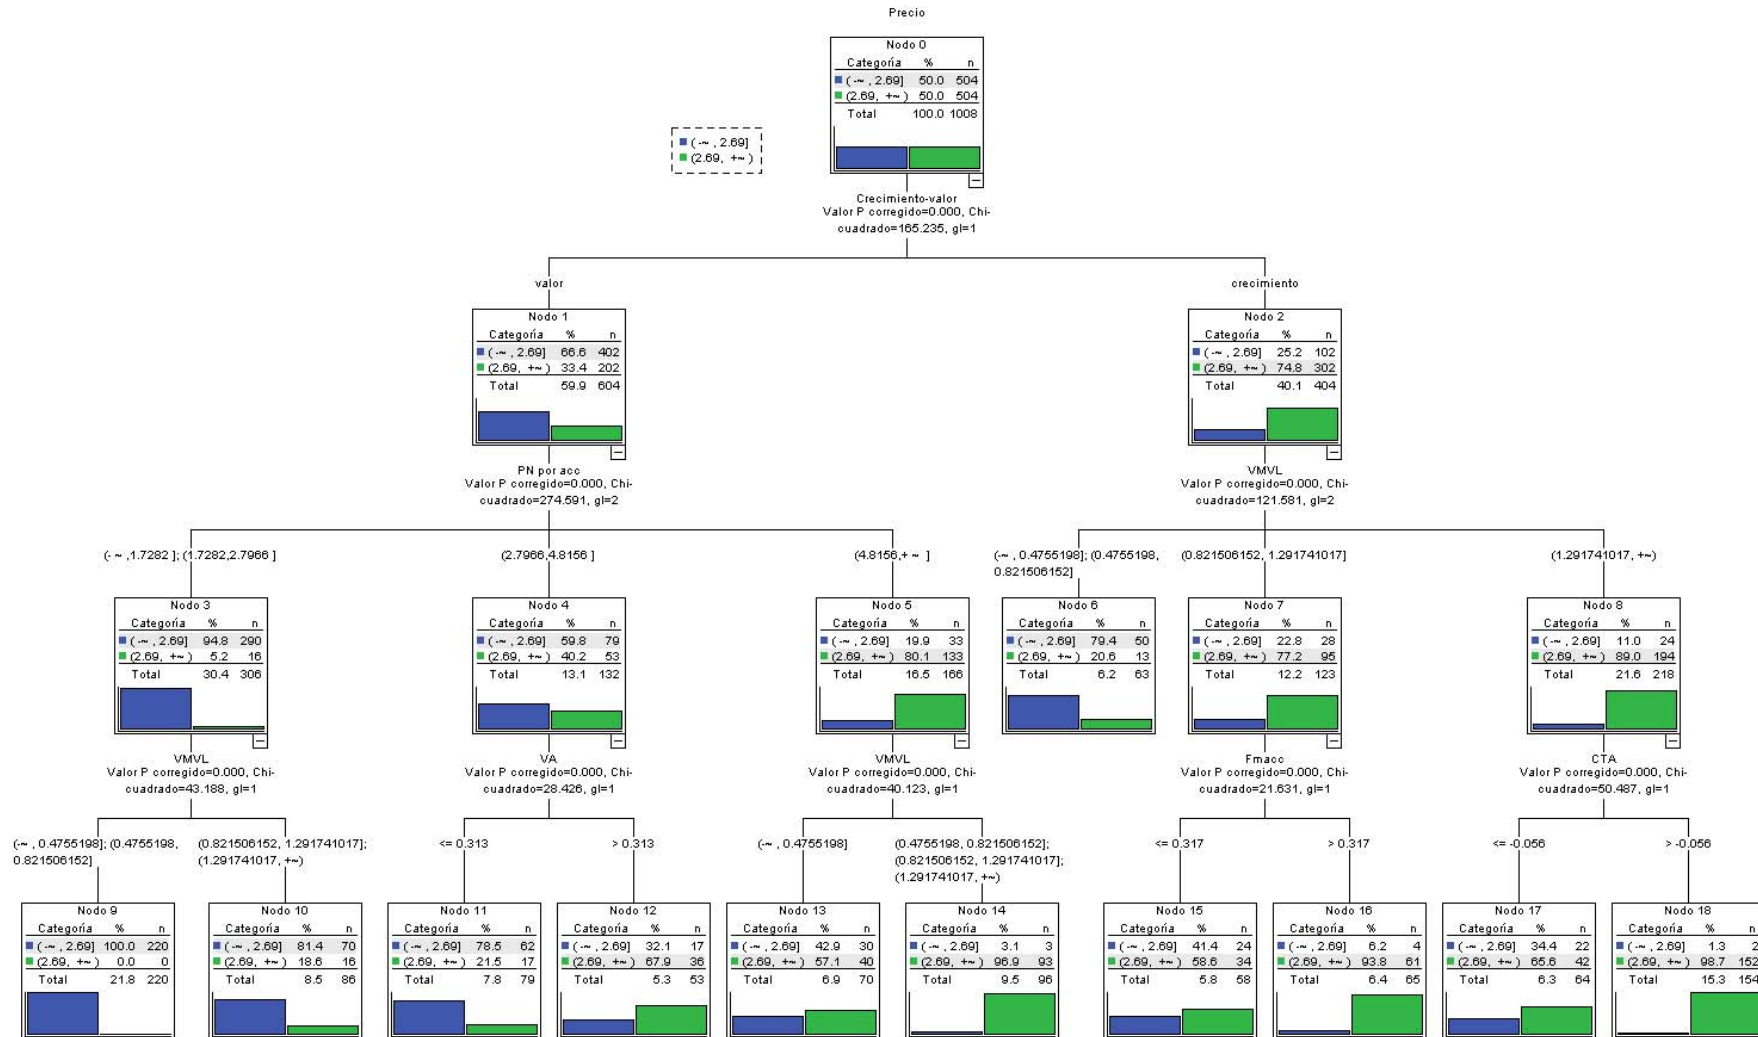 Precio
Nodo 0
Categoría % n
(-~ , 2.69] 50.0 504
(2.69, +~ ) 50.0 504
Total 100.0 1008
(-~ , 2.69]
(2.69, +~ )
Crecimiento-valor
Valor P corregido=0.000, Chi-
cuadrado=165.235, gl=1
valor
crecimiento
Nodo 1
Categoría % n
(-~ , 2.69] 66.6 402
(2.69, +~ ) 33.4 202
Total 59.9 604
Nodo 2
Categoría % n
(-~ , 2.69] 25.2 102
(2.69, +~ ) 74.8 302
Total 40.1 404
PN por acc
Valor P corregido=0.000, Chi-
cuadrado=274.591, gl=2
VMVL
Valor P corregido=0.000, Chi-
cuadrado=121.581, gl=2
(- ~ ,1.7282 ]; (1.7282,2.7966 ]
(2.7966,4.8156 ]
(4.8156,+ ~ ]
(-~ , 0.4755198]; (0.4755198,
0.821506152]
(0.821506152, 1.291741017]
(1.291741017, +~)
Nodo 3
Categoría % n
(-~ , 2.69] 94.8 290
(2.69, +~ ) 5.2 16
Total 30.4 306
Nodo 4
Categoría % n
(-~ , 2.69] 59.8 79
(2.69, +~ ) 40.2 53
Total 13.1 132
Nodo 5
Categoría % n
(-~ , 2.69] 19.9 33
(2.69, +~ ) 80.1 133
Total 16.5 166
Nodo 6
Categoría % n
(-~ , 2.69] 79.4 50
(2.69, +~ ) 20.6 13
Total 6.2 63
Nodo 7
Categoría % n
(-~ , 2.69] 22.8 28
(2.69, +~ ) 77.2 95
Total 12.2 123
Nodo 8
Categoría % n
(-~ , 2.69] 11.0 24
(2.69, +~ ) 89.0 194
Total 21.6 218
VMVL
Valor P corregido=0.000, Chi-
cuadrado=43.188, gl=1
VA
Valor P corregido=0.000, Chi-
cuadrado=28.426, gl=1
VMVL
Valor P corregido=0.000, Chi-
cuadrado=40.123, gl=1
Fmacc
Valor P corregido=0.000, Chi-
cuadrado=21.631, gl=1
CTA
Valor P corregido=0.000, Chi-
cuadrado=50.487, gl=1
(-~ , 0.4755198]; (0.4755198,
0.821506152]
(0.821506152, 1.291741017];
(1.291741017, +~)
<= 0.313
> 0.313
(-~ , 0.4755198]
(0.4755198, 0.821506152];
(0.821506152, 1.291741017];
(1.291741017, +~)
<= 0.317
> 0.317
<= -0.056
> -0.056
Nodo 9
Categoría % n
(-~ , 2.69] 100.0 220
(2.69, +~ ) 0.0 0
Total 21.8 220
Nodo 10
Categoría % n
(-~ , 2.69] 81.4 70
(2.69, +~ ) 18.6 16
Total 8.5 86
Nodo 11
Categoría % n
(-~ , 2.69] 78.5 62
(2.69, +~ ) 21.5 17
Total 7.8 79
Nodo 12
Categoría % n
(-~ , 2.69] 32.1 17
(2.69, +~ ) 67.9 36
Total 5.3 53
Nodo 13
Categoría % n
(-~ , 2.69] 42.9 30
(2.69, +~ ) 57.1 40
Total 6.9 70
Nodo 14
Categoría % n
(-~ , 2.69] 3.1 3
(2.69, +~ ) 96.9 93
Total 9.5 96
Nodo 15
Categoría % n
(-~ , 2.69] 41.4 24
(2.69, +~ ) 58.6 34
Total 5.8 58
Nodo 16
Categoría % n
(-~ , 2.69] 6.2 4
(2.69, +~ ) 93.8 61
Total 6.4 65
Nodo 17
Categoría % n
(-~ , 2.69] 34.4 22
(2.69, +~ ) 65.6 42
Total 6.3 64
Nodo 18
Categoría % n
(-~ , 2.69] 1.3 2
(2.69, +~ ) 98.7 152
Total 15.3 154